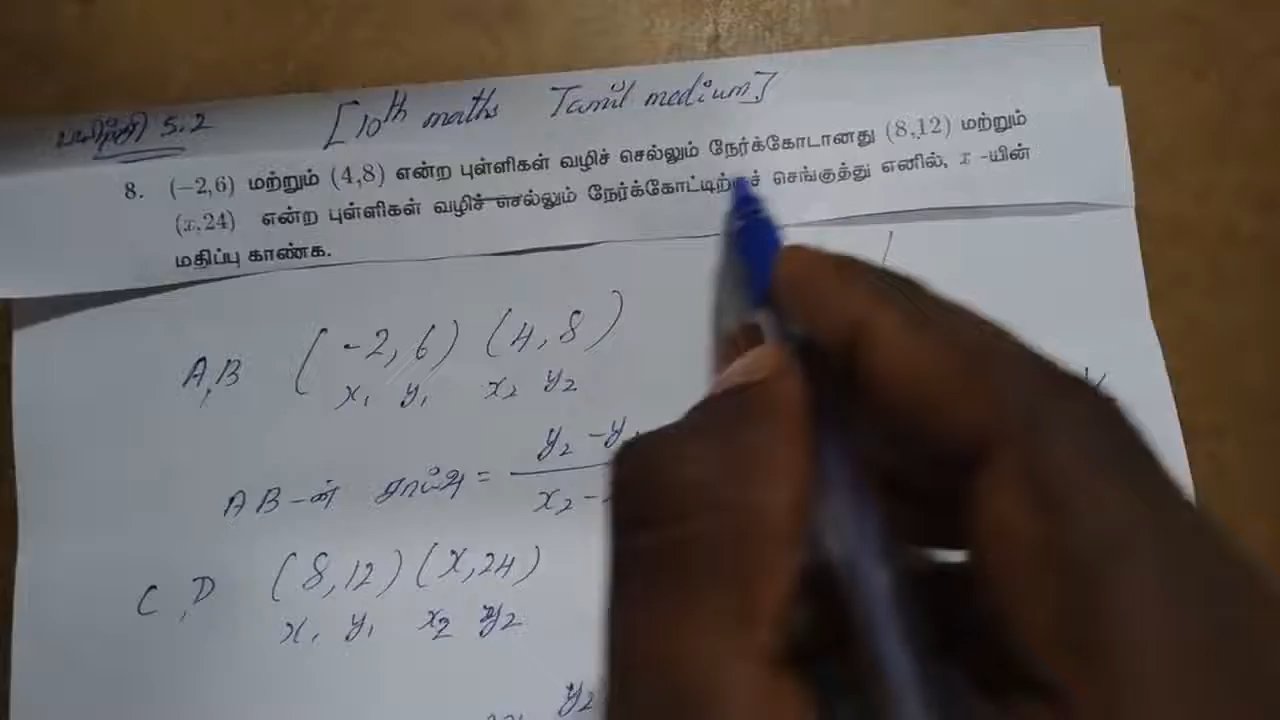 பயிற்சி 5.2 [10th maths Tamil medium]
8. (−2,6) மற்றும் (4,8) என்ற புள்ளிகள் வழிச் செல்லும் நேர்க்கோடானது (8,12) மற்றும்
(x,24) என்ற புள்ளிகள் வழிச் செல்லும் நேர்க்கோட்டிற்குச் செங்குத்து எனில், x -யின்
மதிப்பு காண்க.
A,B (-2,6) (4,8)
x₁ y₁ x₂ y₂
AB-ன் சாய்வு = y₂ - y
x₂ -
C,D (8,12) (x,24)
x₁ y₁ x₂ y₂
y₂